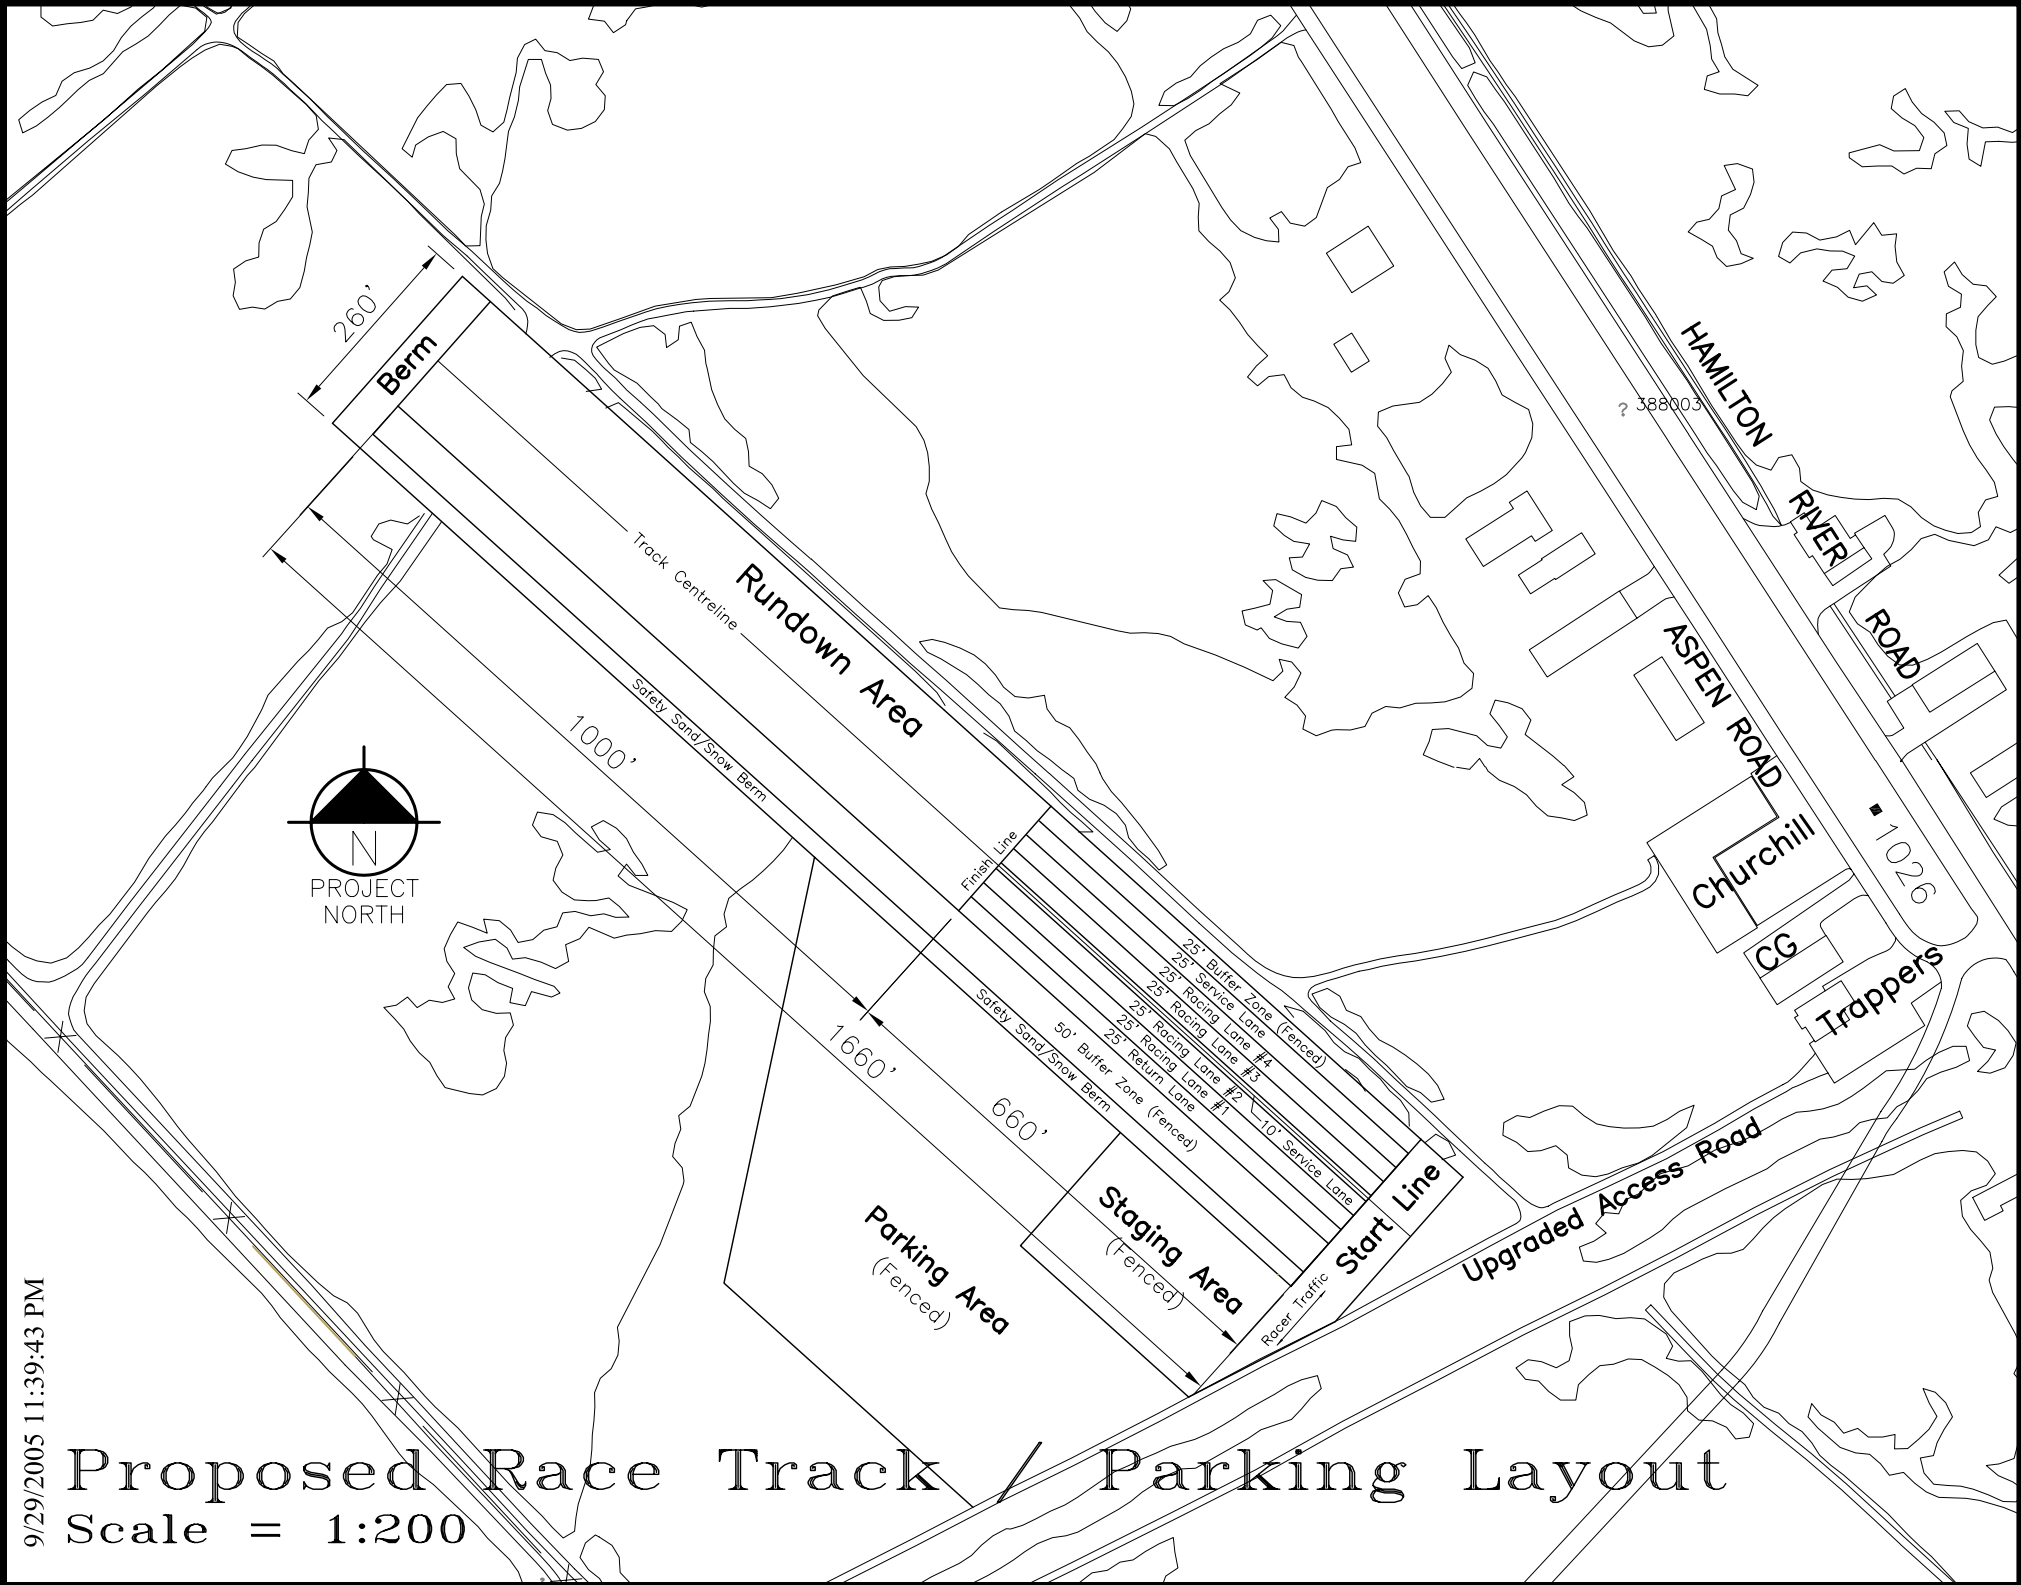 260'
Berm
HAMILTON
RIVER
ROAD
? 388003
ASPEN ROAD
Track Centreline
Rundown Area
1000'
Safety Sand/Snow Berm
N
PROJECT
NORTH
Finish Line
Churchill
1026
CG
Trappers
25' Buffer Zone (Fenced)
25' Service Lane
25' Racing Lane #4
25' Racing Lane #3
25' Racing Lane #2
25' Racing Lane #1
25' Return Lane
50' Buffer Zone (Fenced)
Safety Sand/Snow Berm
10' Service Lane
1660'
660'
Upgraded Access Road
Start Line
Racer Traffic
Staging Area
(Fenced)
Parking Area
(Fenced)
9/29/2005 11:39:43 PM
Proposed Race Track / Parking Layout
Scale = 1:200